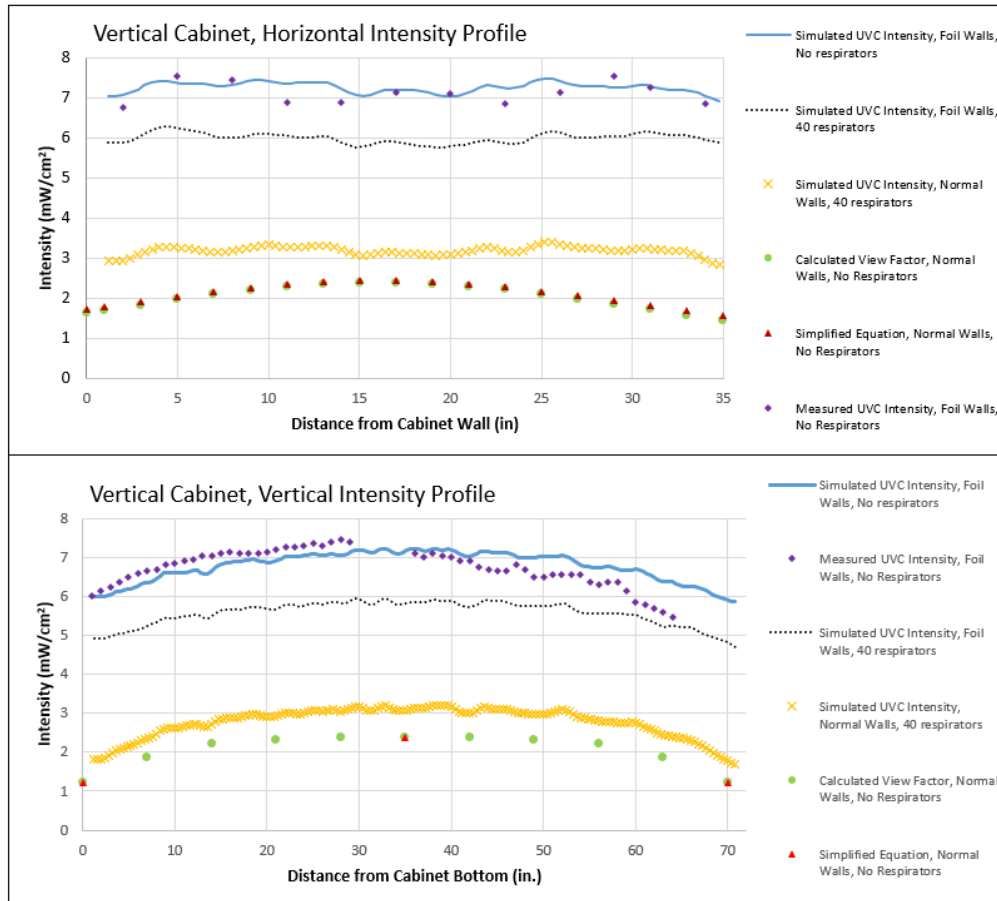 Vertical Cabinet, Horizontal Intensity Profile
8
7
6
5
4
3
2
1
0
Intensity (mW/cm²)
0 5 10 15 20 25 30 35
Distance from Cabinet Wall (in)
Simulated UVC Intensity, Foil Walls,
No respirators
Simulated UVC Intensity, Foil Walls,
40 respirators
Simulated UVC Intensity, Normal
Walls, 40 respirators
Calculated View Factor, Normal
Walls, No Respirators
Simplified Equation, Normal Walls,
No Respirators
Measured UVC Intensity, Foil Walls,
No Respirators
Vertical Cabinet, Vertical Intensity Profile
8
7
6
5
4
3
2
1
0
Intensity (mW/cm²)
0 10 20 30 40 50 60 70
Distance from Cabinet Bottom (in.)
Simulated UVC Intensity, Foil
Walls, No respirators
Measured UVC Intensity, Foil
Walls, No Respirators
Simulated UVC Intensity, Foil
Walls, 40 respirators
Simulated UVC Intensity,
Normal Walls, 40 respirators
Calculated View Factor, Normal
Walls, No Respirators
Simplified Equation, Normal
Walls, No Respirators